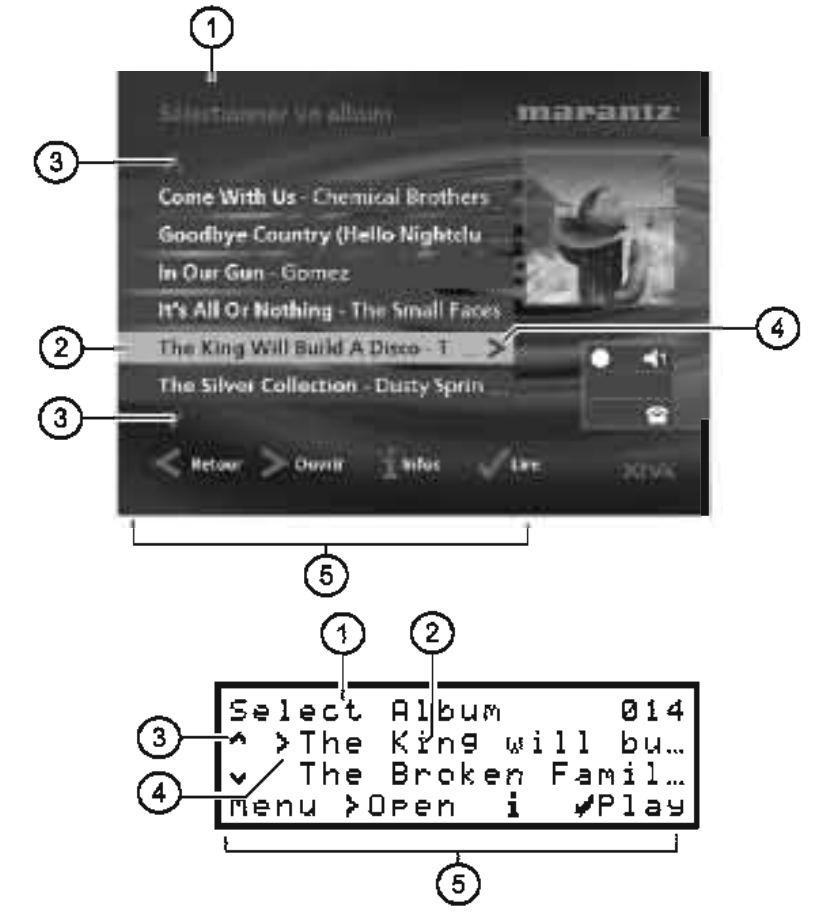 1
Sélectionner un album
marantz
3
Come With Us - Chemical Brothers
Goodbye Country (Hello Nightclu ...
In Our Gun - Gomez
It's All Or Nothing - The Small Faces
4
2
The King Will Build A Disco - T ... >
1
The Silver Collection - Dusty Sprin ...
3
< Retour > Ouvrir i Infos ✓ Lire
XIVA
5
1 2
Select Album 014
3
^ >The King will bu…
4
v The Broken Famil…
menu >Open i ✓Play
5